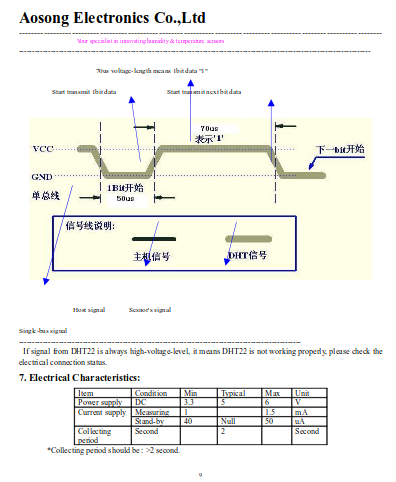 Aosong Electronics Co.,Ltd
Your specialist in innovating humidity & temperature sensors
70us voltage-length means 1bit data "1"
Start transmit 1bit data Start transmit next bit data
70us
表示'1'
VCC
下一bit开始
GND
单总线
1Bit开始
50us
信号线说明:
主机信号 DHT信号
Host signal Sesnor's signal
Single-bus signal
If signal from DHT22 is always high-voltage-level, it means DHT22 is not working properly, please check the
electrical connection status.
7. Electrical Characteristics:
Item Condition Min Typical Max Unit
Power supply DC 3.3 5 6 V
Current supply Measuring 1 1.5 mA
Stand-by 40 Null 50 uA
Collecting Second 2 Second
period
*Collecting period should be : >2 second.
9